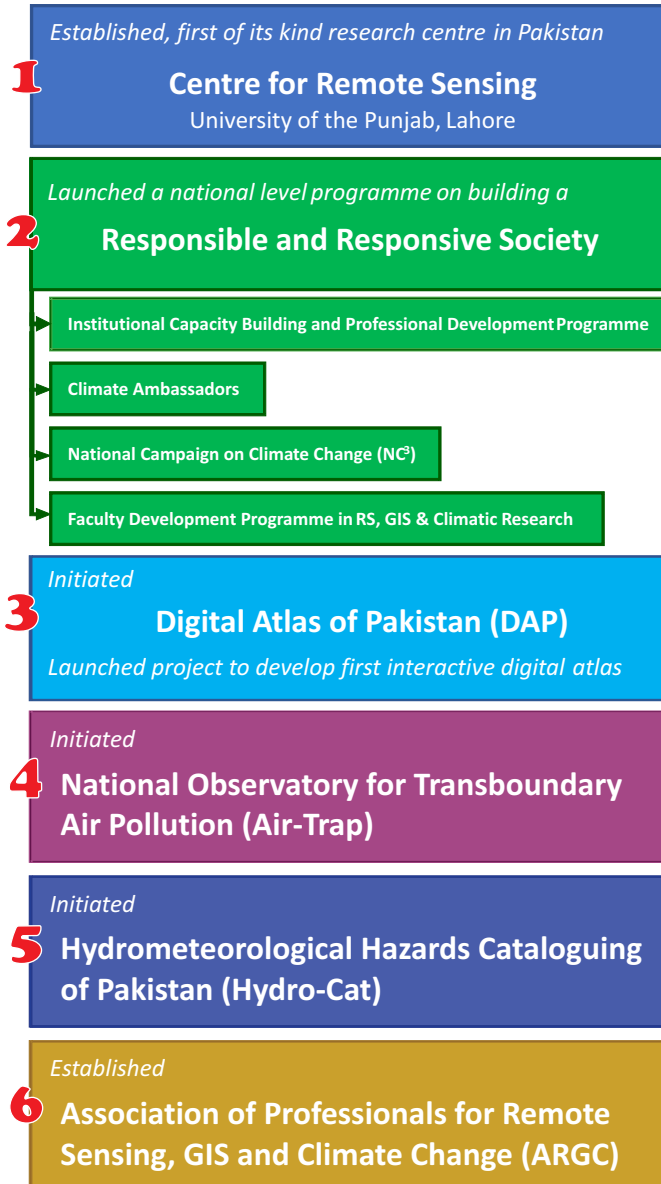 Established, first of its kind research centre in Pakistan
1
Centre for Remote Sensing
University of the Punjab, Lahore
Launched a national level programme on building a
2
Responsible and Responsive Society
Institutional Capacity Building and Professional Development Programme
Climate Ambassadors
National Campaign on Climate Change (NC³)
Faculty Development Programme in RS, GIS & Climatic Research
Initiated
3
Digital Atlas of Pakistan (DAP)
Launched project to develop first interactive digital atlas
Initiated
4
National Observatory for Transboundary
Air Pollution (Air-Trap)
Initiated
5
Hydrometeorological Hazards Cataloguing
of Pakistan (Hydro-Cat)
Established
6
Association of Professionals for Remote
Sensing, GIS and Climate Change (ARGC)